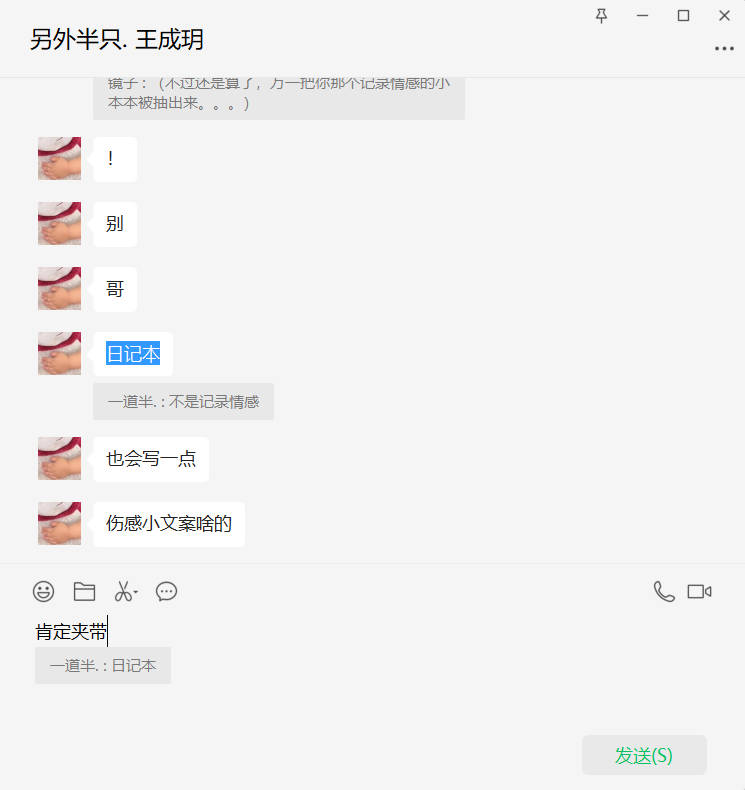 另外半只. 王成玥
镜子 :（不过还是算了，万一把你那个记录情感的小
本本被抽出来。。。）
！
别
哥
日记本
一道半. : 不是记录情感
也会写一点
伤感小文案啥的
肯定夹带
一道半. : 日记本
发送(S)